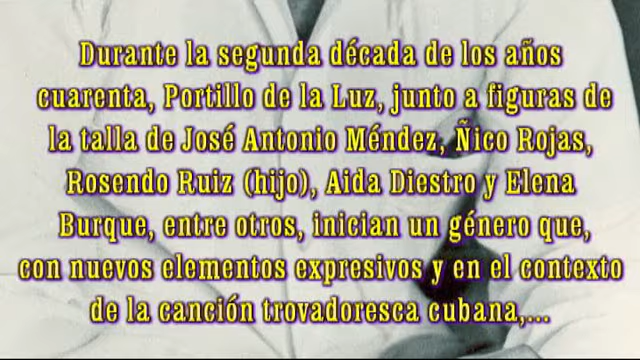 Durante la segunda década de los años
cuarenta, Portillo de la Luz, junto a figuras de
la talla de José Antonio Méndez, Ñico Rojas,
Rosendo Ruiz (hijo), Aida Diestro y Elena
Burque, entre otros, inician un género que,
con nuevos elementos expresivos y en el contexto
de la canción trovadoresca cubana,...